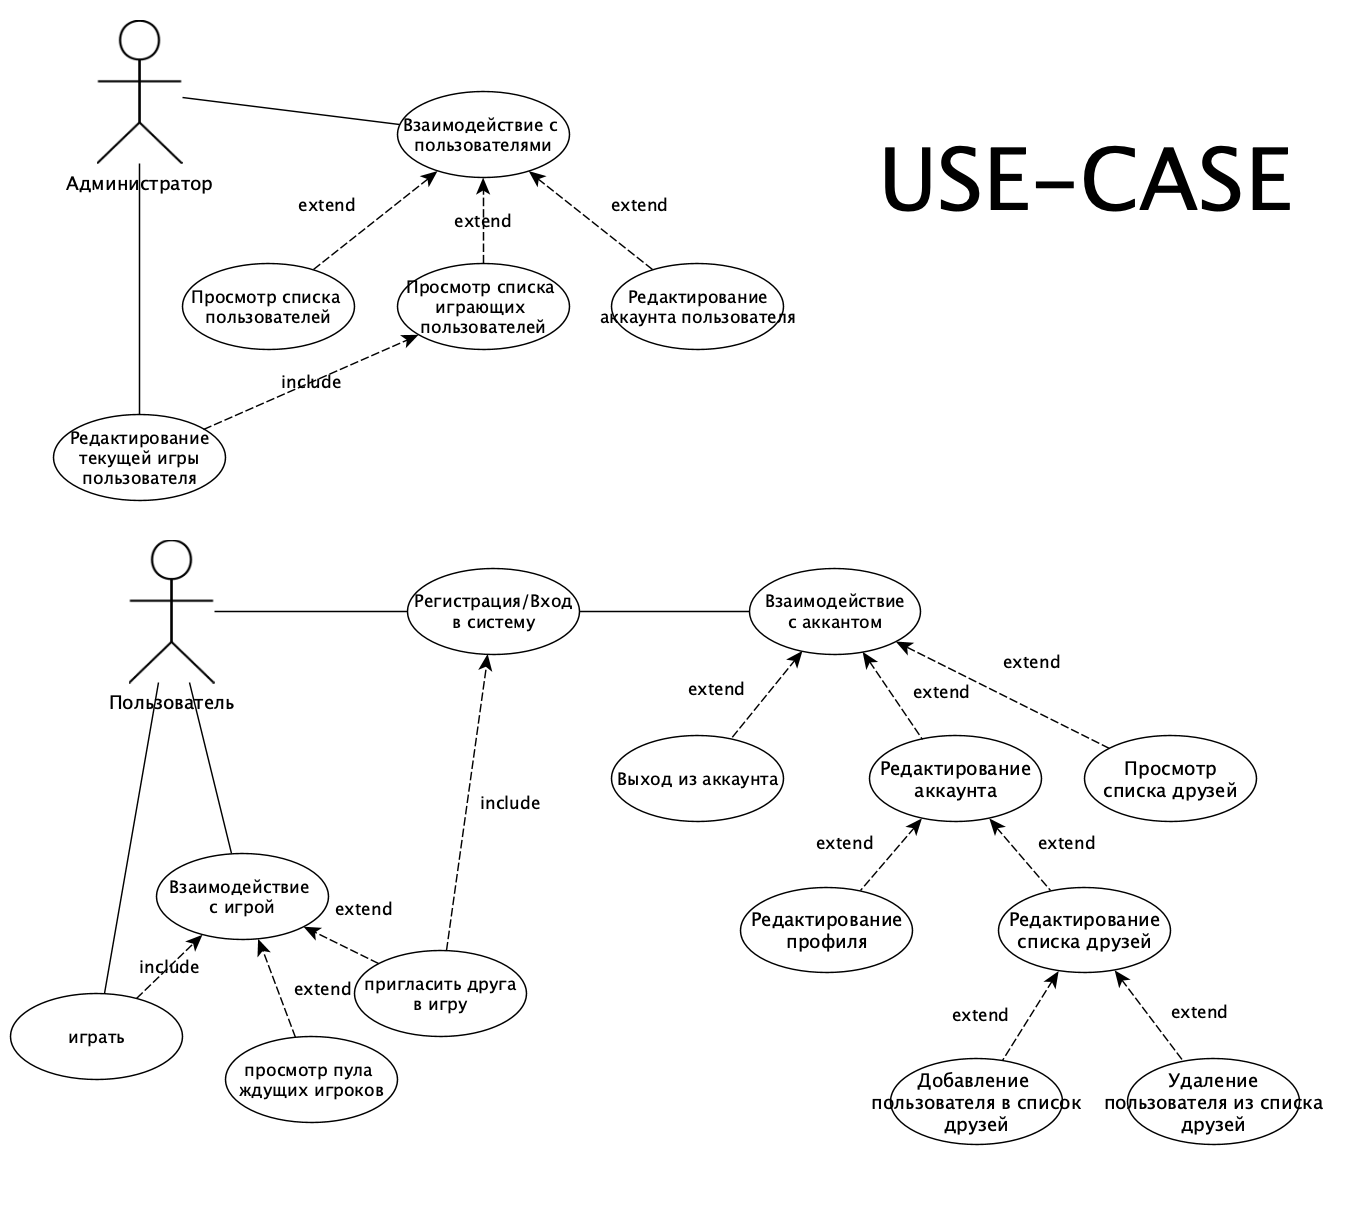 USE-CASE
Администратор
Взаимодействие с
пользователями
extend
extend
extend
Просмотр списка
пользователей
Просмотр списка
играющих
пользователей
Редактирование
аккаунта пользователя
include
Редактирование
текущей игры
пользователя
Пользователь
Регистрация/Вход
в систему
Взаимодействие
с аккантом
extend
extend
extend
Выход из аккаунта
Редактирование
аккаунта
Просмотр
списка друзей
include
extend
extend
Взаимодействие
с игрой
extend
Редактирование
профиля
Редактирование
списка друзей
include
extend
пригласить друга
в игру
extend
extend
играть
просмотр пула
ждущих игроков
Добавление
пользователя в список
друзей
Удаление
пользователя из списка
друзей